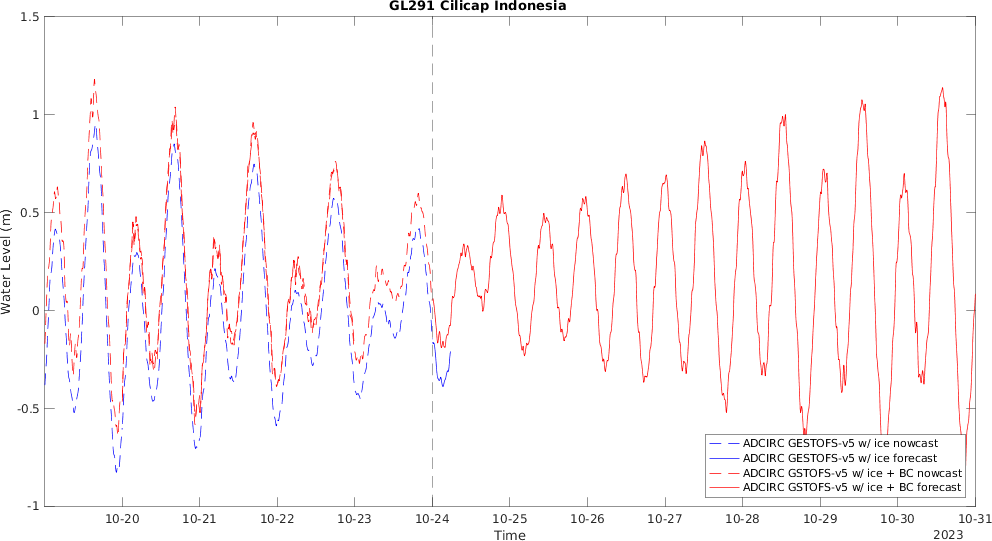 GL291 Cilicap Indonesia
1.5
1
0.5
0
-0.5
-1
Water Level (m)
10-20
10-21
10-22
10-23
10-24
10-25
10-26
10-27
10-28
10-29
10-30
10-31
Time
2023
ADCIRC GESTOFS-v5 w/ ice nowcast
ADCIRC GESTOFS-v5 w/ ice forecast
ADCIRC GSTOFS-v5 w/ ice + BC nowcast
ADCIRC GSTOFS-v5 w/ ice + BC forecast